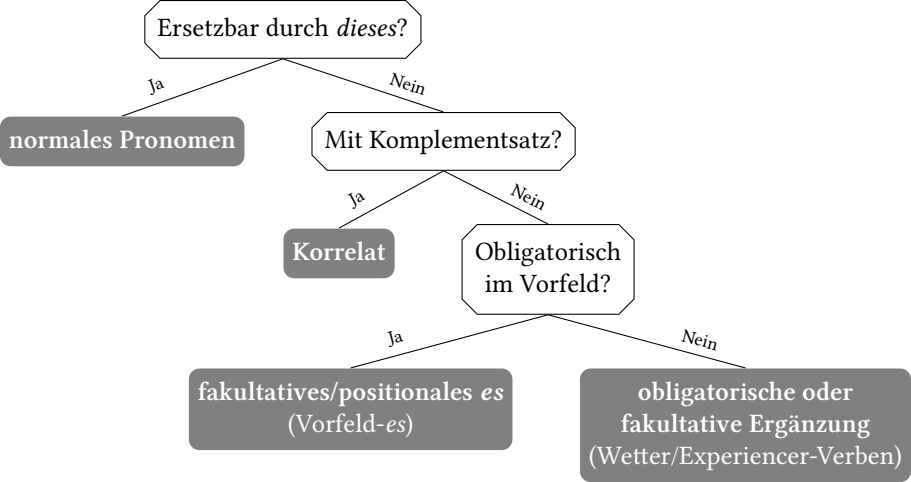 Ersetzbar durch dieses?
Ja
Nein
normales Pronomen
Mit Komplementsatz?
Ja
Nein
Korrelat
Obligatorisch
im Vorfeld?
Ja
Nein
fakultatives/positionales es
(Vorfeld-es)
obligatorische oder
fakultative Ergänzung
(Wetter/Experiencer-Verben)